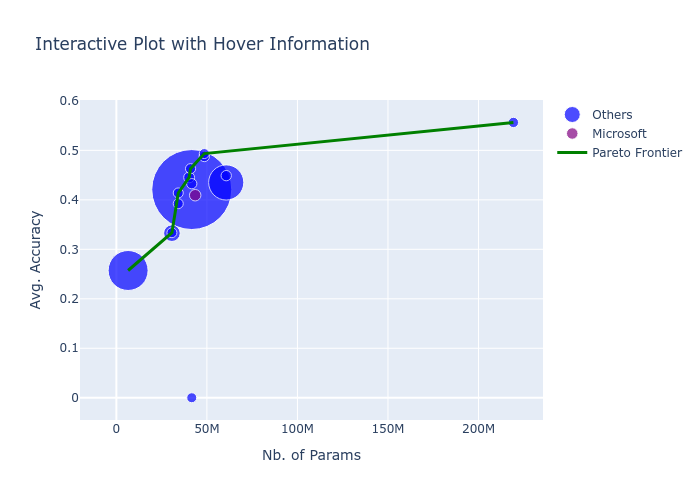 Interactive Plot with Hover Information
Others
Microsoft
Pareto Frontier
0.6
0.5
0.4
0.3
0.2
0.1
0
Avg. Accuracy
0
50M
100M
150M
200M
Nb. of Params